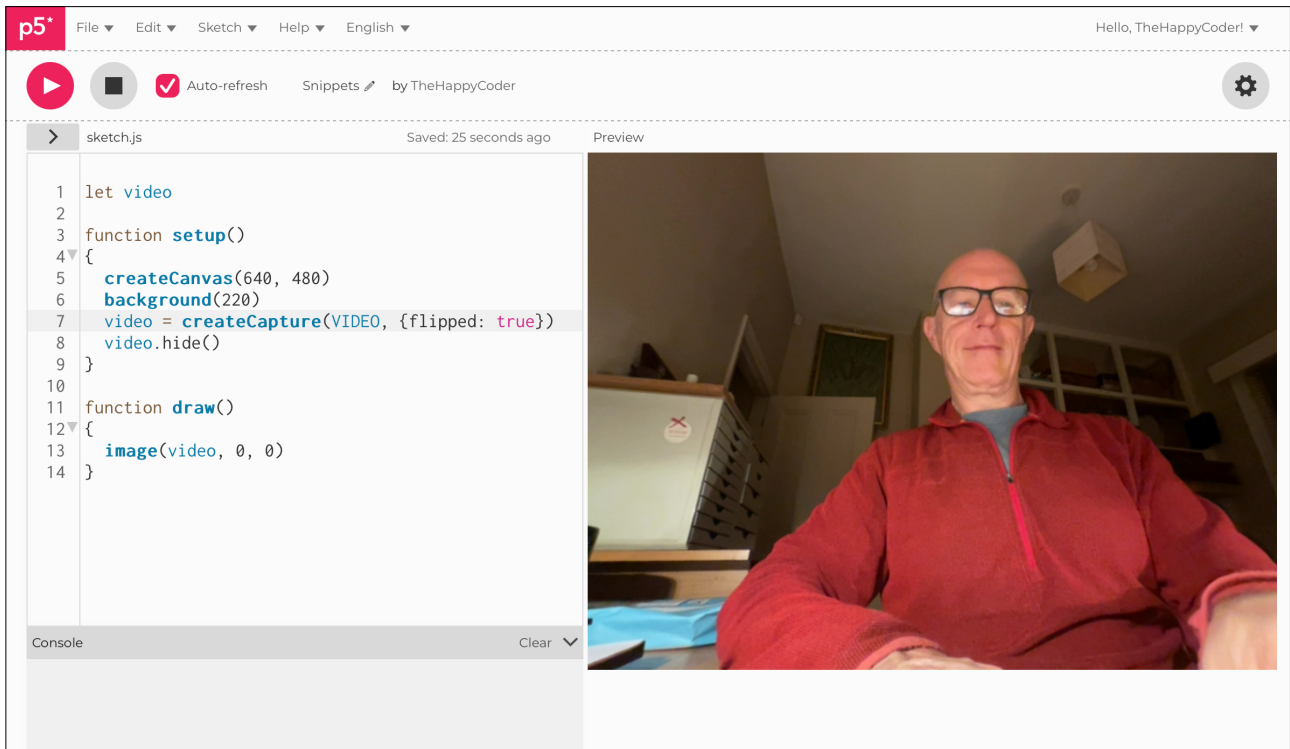 p5* File Edit Sketch Help English Hello, TheHappyCoder!
Auto-refresh Snippets by TheHappyCoder
sketch.js Saved: 25 seconds ago Preview
1 let video
2
3 function setup()
4 {
5 createCanvas(640, 480)
6 background(220)
7 video = createCapture(VIDEO, {flipped: true})
8 video.hide()
9 }
10
11 function draw()
12 {
13 image(video, 0, 0)
14 }
Console Clear